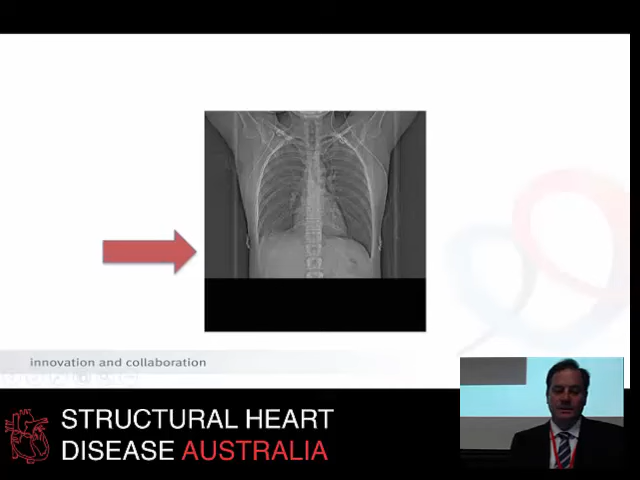 innovation and collaboration
STRUCTURAL HEART
DISEASE AUSTRALIA